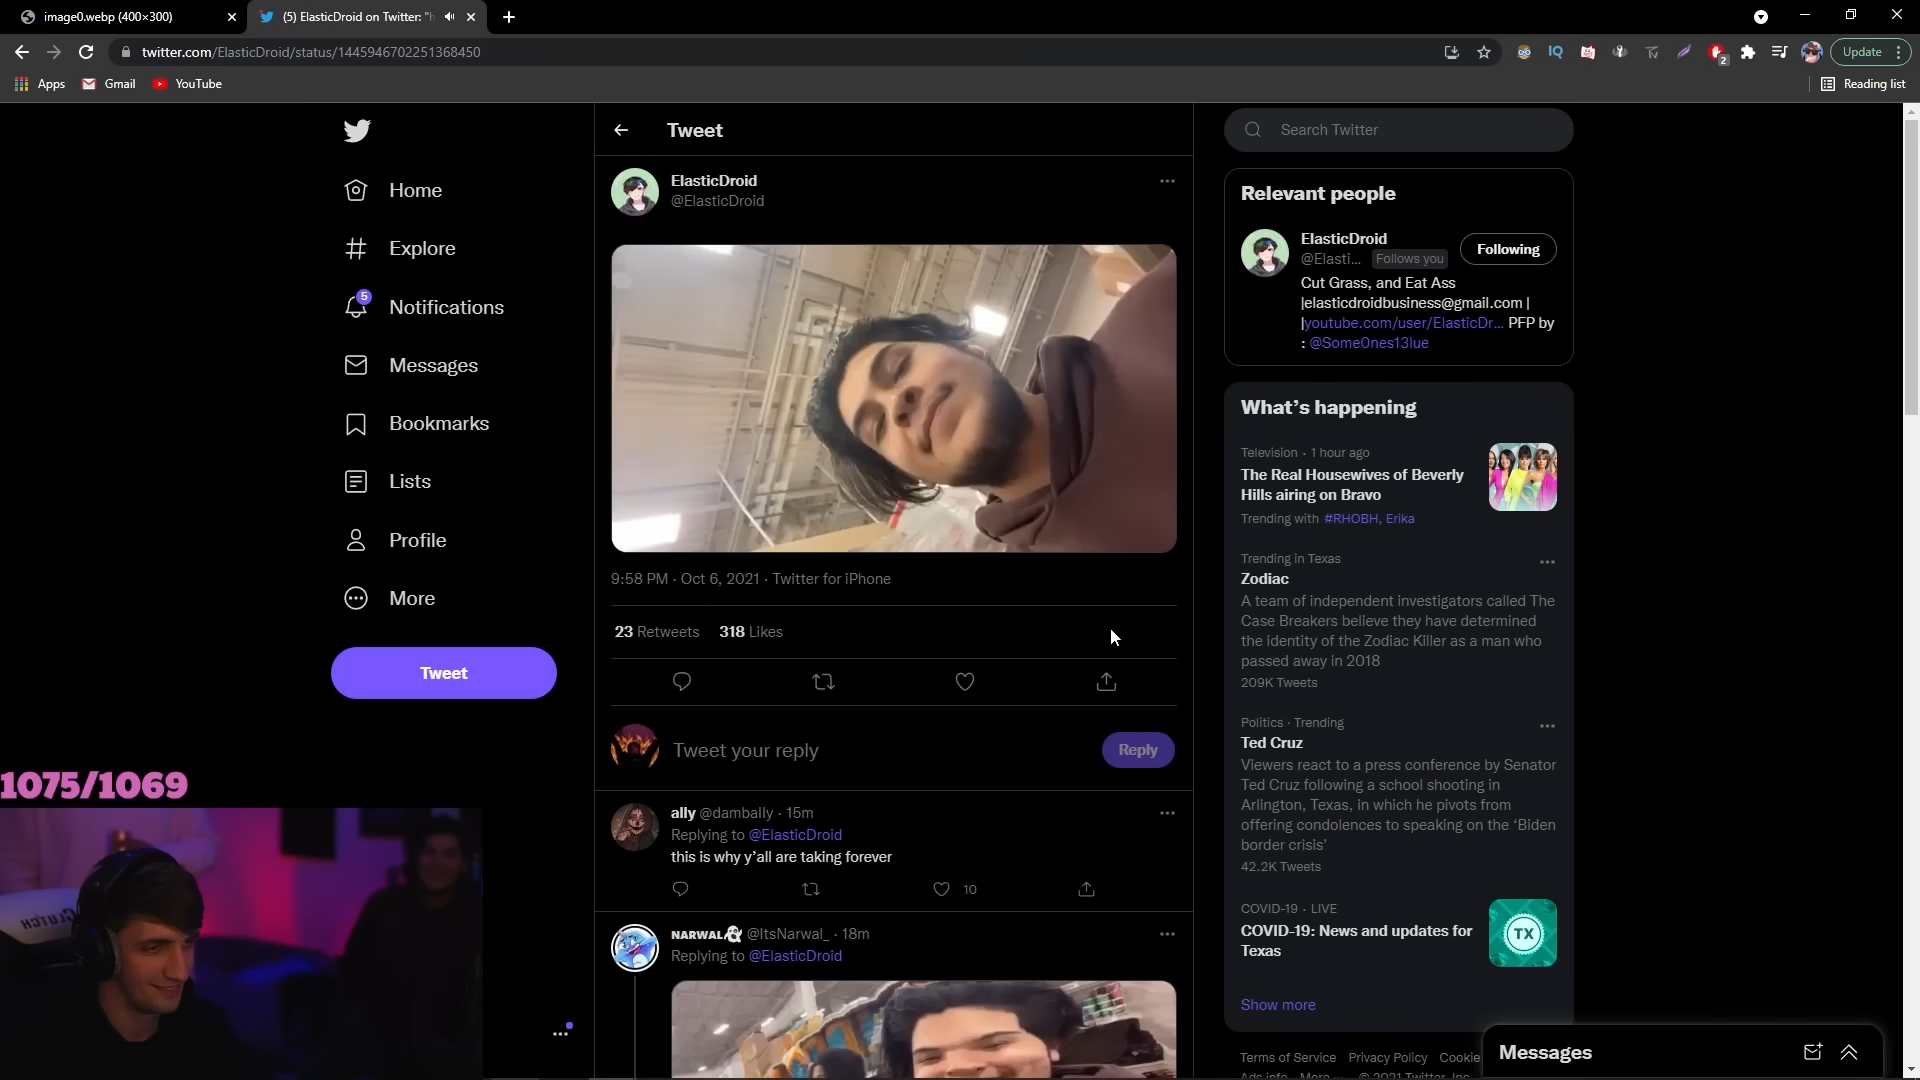 image0.webp (400×300)
(5) ElasticDroid on Twitter: "h
twitter.com/ElasticDroid/status/1445946702251368450
Update
Apps
Gmail
YouTube
Reading list
Home
Explore
5
Notifications
Messages
Bookmarks
Lists
Profile
More
Tweet
1075/1069
CLUTCH
Tweet
ElasticDroid
@ElasticDroid
9:58 PM · Oct 6, 2021 · Twitter for iPhone
23 Retweets 318 Likes
Tweet your reply
Reply
ally @dambally · 15m
Replying to @ElasticDroid
this is why y'all are taking forever
10
NARWAL @ItsNarwal_ · 18m
Replying to @ElasticDroid
Search Twitter
Relevant people
ElasticDroid
@Elasti... Follows you
Following
Cut Grass, and Eat Ass
|elasticdroidbusiness@gmail.com |
|youtube.com/user/ElasticDr... PFP by
: @SomeOnes13lue
What's happening
Television · 1 hour ago
The Real Housewives of Beverly
Hills airing on Bravo
Trending with #RHOBH, Erika
Trending in Texas
Zodiac
A team of independent investigators called The
Case Breakers believe they have determined
the identity of the Zodiac Killer as a man who
passed away in 2018
209K Tweets
Politics · Trending
Ted Cruz
Viewers react to a press conference by Senator
Ted Cruz following a school shooting in
Arlington, Texas, in which he pivots from
offering condolences to speaking on the 'Biden
border crisis'
42.2K Tweets
COVID-19 · LIVE
COVID-19: News and updates for
Texas
TX
Show more
Terms of Service Privacy Policy Cookie
Ads info More ... © 2021 Twitter, Inc.
Messages
IQ
2